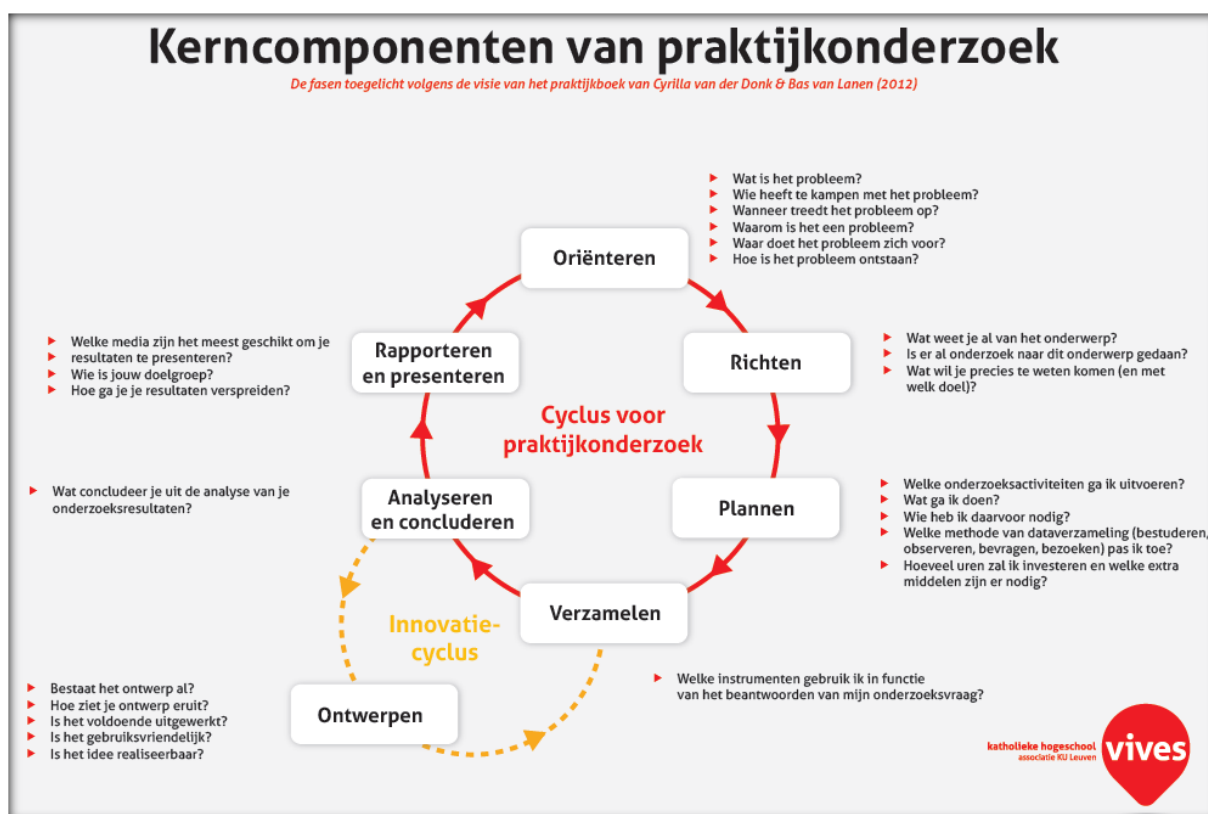 Kerncomponenten van praktijkonderzoek
De fasen toegelicht volgens de visie van het praktijkboek van Cyrilla van der Donk & Bas van Lanen (2012)
Oriënteren
Wat is het probleem?
Wie heeft te kampen met het probleem?
Wanneer treedt het probleem op?
Waarom is het een probleem?
Waar doet het probleem zich voor?
Hoe is het probleem ontstaan?
Richten
Wat weet je al van het onderwerp?
Is er al onderzoek naar dit onderwerp gedaan?
Wat wil je precies te weten komen (en met
welk doel)?
Plannen
Welke onderzoeksactiviteiten ga ik uitvoeren?
Wat ga ik doen?
Wie heb ik daarvoor nodig?
Welke methode van dataverzameling (bestuderen,
observeren, bevragen, bezoeken) pas ik toe?
Hoeveel uren zal ik investeren en welke extra
middelen zijn er nodig?
Verzamelen
Welke instrumenten gebruik ik in functie
van het beantwoorden van mijn onderzoeksvraag?
Analyseren
en concluderen
Wat concludeer je uit de analyse van je
onderzoeksresultaten?
Rapporteren
en presenteren
Welke media zijn het meest geschikt om je
resultaten te presenteren?
Wie is jouw doelgroep?
Hoe ga je je resultaten verspreiden?
Cyclus voor
praktijkonderzoek
Innovatie-
cyclus
Ontwerpen
Bestaat het ontwerp al?
Hoe ziet je ontwerp eruit?
Is het voldoende uitgewerkt?
Is het gebruiksvriendelijk?
Is het idee realiseerbaar?
katholieke hogeschool
associatie KU Leuven
vives